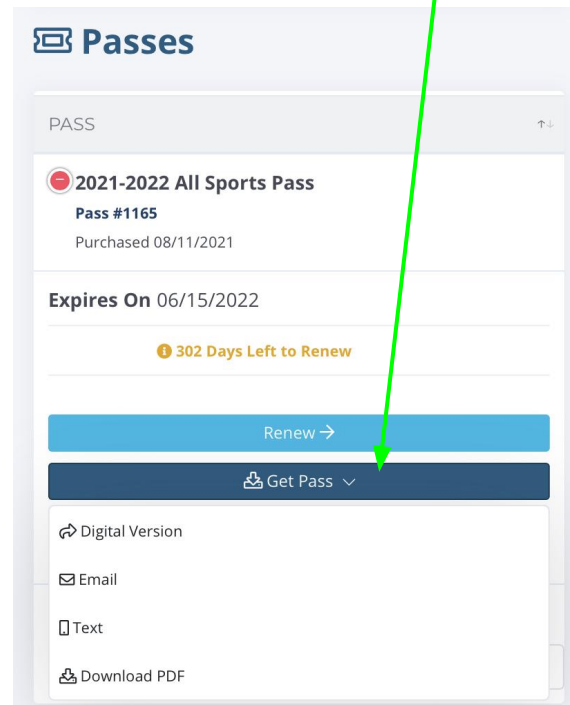 Passes
PASS
2021-2022 All Sports Pass
Pass #1165
Purchased 08/11/2021
Expires On 06/15/2022
302 Days Left to Renew
Renew
Get Pass
Digital Version
Email
Text
Download PDF